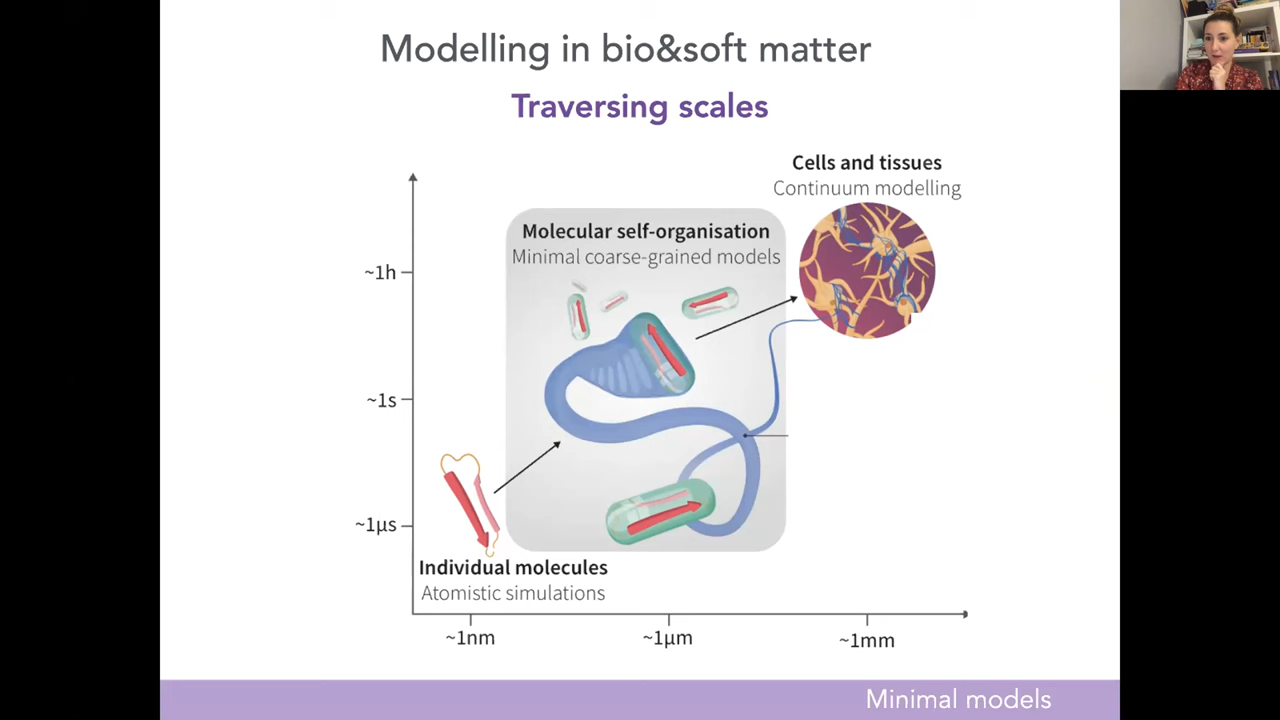 Modelling in bio&soft matter
Traversing scales
Cells and tissues
Continuum modelling
Molecular self-organisation
Minimal coarse-grained models
~1h
~1s
~1µs
Individual molecules
Atomistic simulations
~1nm
~1µm
~1mm
Minimal models